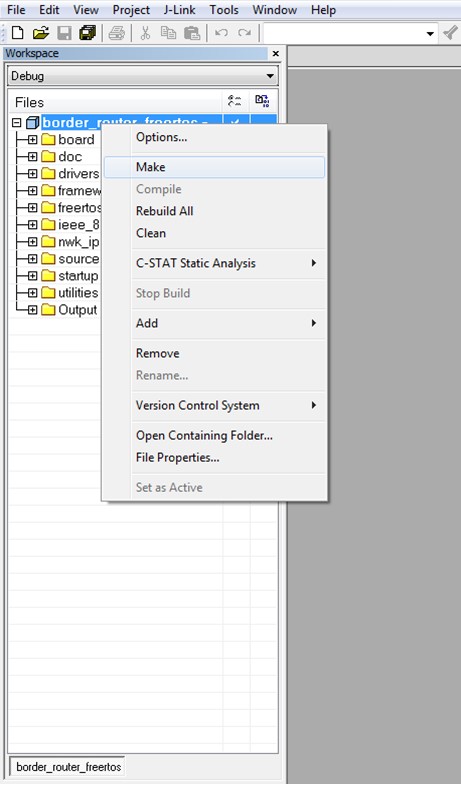 File Edit View Project J-Link Tools Window Help
Workspace
Debug
Files
border_router_freertos -
board
doc
drivers
framew
freertos
ieee_8
nwk_ip
source
startup
utilities
Output
Options...
Make
Compile
Rebuild All
Clean
C-STAT Static Analysis
Stop Build
Add
Remove
Rename...
Version Control System
Open Containing Folder...
File Properties...
Set as Active
border_router_freertos